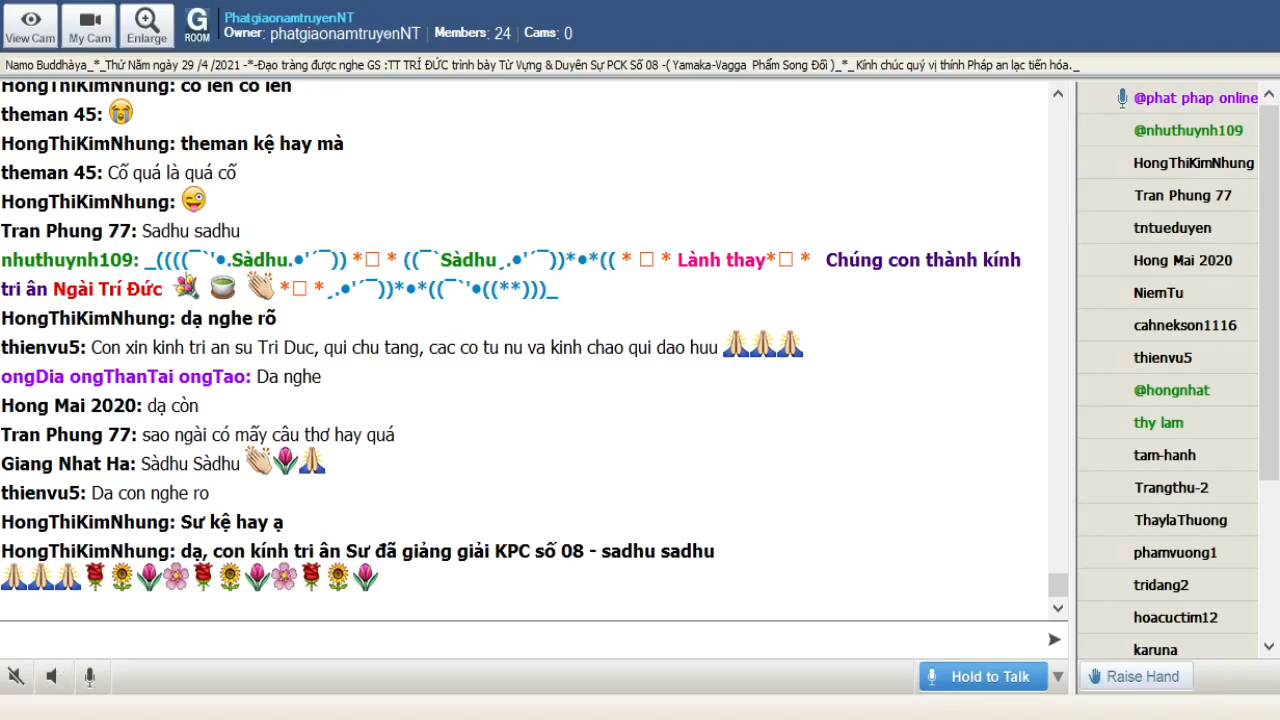 View Cam
My Cam
Enlarge
G
ROOM
PhatgiaonamtruyenNT
Owner: phatgiaonamtruyenNT | Members: 24 | Cams: 0
Namo Buddhàya_*_Thứ Năm ngày 29 /4 /2021 -*-Đạo tràng được nghe GS :TT TRÍ ĐỨC trình bày Từ Vựng & Duyên Sự PCK Số 08 -( Yamaka-Vagga Phẩm Song Đối )_*_ Kính chúc quý vị thính Pháp an lạc tiến hóa._
HongThiKimNhung: cố lên cố lên
theman 45:
HongThiKimNhung: theman kệ hay mà
theman 45: Cố quá là quá cố
HongThiKimNhung:
Tran Phung 77: Sadhu sadhu
nhuthuynh109: _((((¯`'•.Sàdhu.•'´¯)) *□ * ((¯`Sàdhu¸.•'´¯))*•*(( * □ * Lành thay*□ * Chúng con thành kính
tri ân Ngài Trí Đức *□ *¸.•'´¯))*•*((¯`'•((**)))_
HongThiKimNhung: dạ nghe rõ
thienvu5: Con xin kinh tri an su Tri Duc, qui chu tang, cac co tu nu va kinh chao qui dao huu
ongDia ongThanTai ongTao: Da nghe
Hong Mai 2020: dạ còn
Tran Phung 77: sao ngài có mấy câu thơ hay quá
Giang Nhat Ha: Sàdhu Sàdhu
thienvu5: Da con nghe ro
HongThiKimNhung: Sư kệ hay ạ
HongThiKimNhung: dạ, con kính tri ân Sư đã giảng giải KPC số 08 - sadhu sadhu
@phat phap online
@nhuthuynh109
HongThiKimNhung
Tran Phung 77
tntueduyen
Hong Mai 2020
NiemTu
cahnekson1116
thienvu5
@hongnhat
thy lam
tam-hanh
Trangthu-2
ThaylaThuong
phamvuong1
tridang2
hoacuctim12
karuna
Hold to Talk
Raise Hand